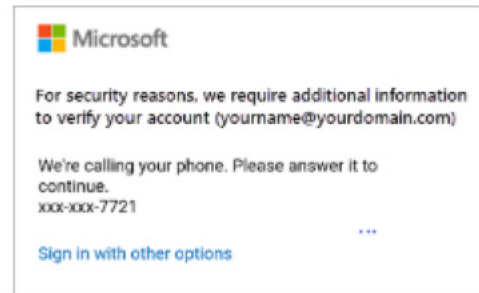 Microsoft
For security reasons, we require additional information
to verify your account (yourname@yourdomain.com)
We're calling your phone. Please answer it to
continue.
xxx-xxx-7721
...
Sign in with other options